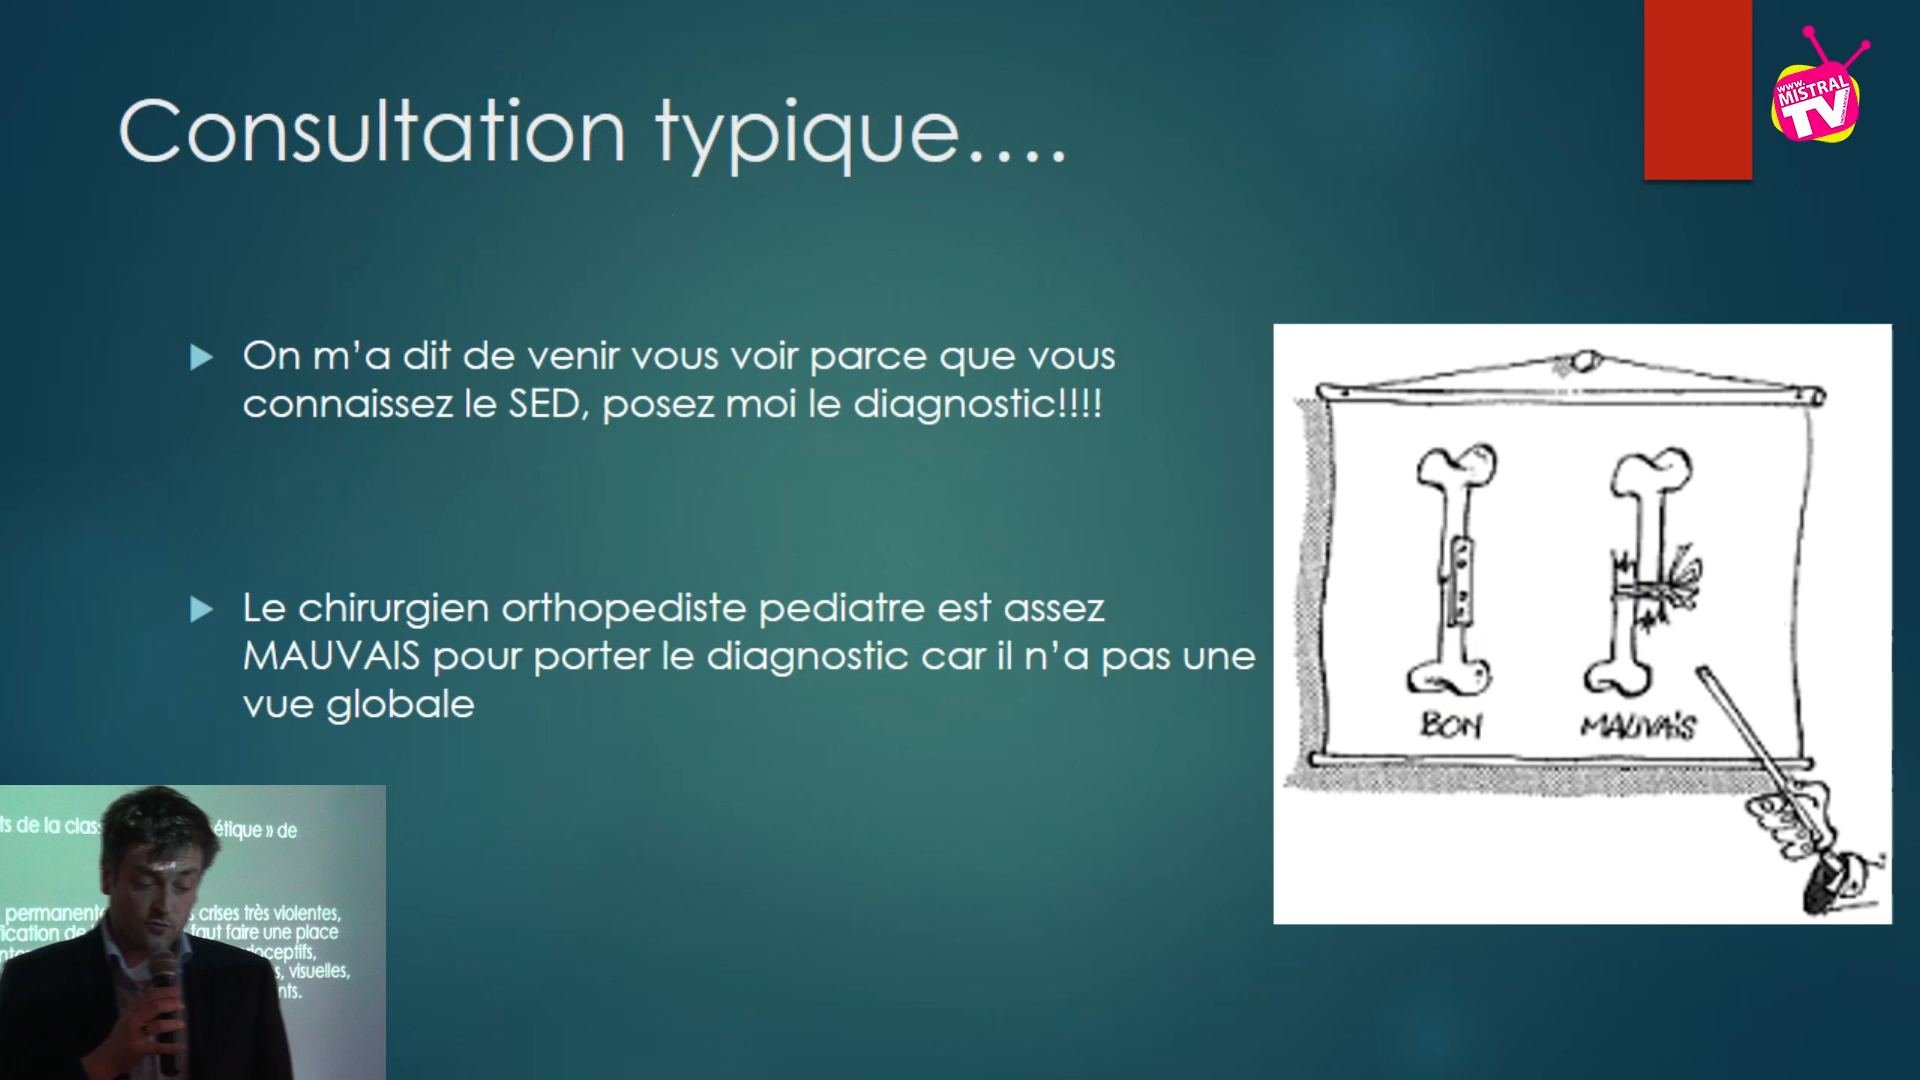 Consultation typique....
www.
MISTRAL
TV
On m'a dit de venir vous voir parce que vous
connaissez le SED, posez moi le diagnostic!!!!
Le chirurgien orthopediste pediatre est assez
MAUVAIS pour porter le diagnostic car il n'a pas une
vue globale
BON
MAUVAIS
ts de la clas
étique » de
permanent
crises très violentes,
ication de
faut faire une place
oceptifs,
s, visuelles,
nts.